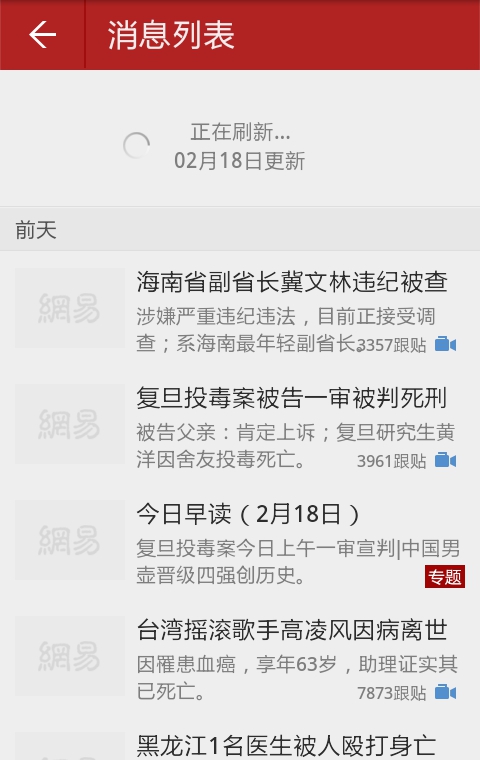 消息列表
正在刷新...
02月18日更新
前天
網易
海南省副省长冀文林违纪被查
涉嫌严重违纪违法，目前正接受调
查；系海南最年轻副省长。
3357跟贴
網易
复旦投毒案被告一审被判死刑
被告父亲：肯定上诉；复旦研究生黄
洋因舍友投毒死亡。
3961跟贴
網易
今日早读（2月18日）
复旦投毒案今日上午一审宣判|中国男
壶晋级四强创历史。
专题
網易
台湾摇滚歌手高凌风因病离世
因罹患血癌，享年63岁，助理证实其
已死亡。
7873跟贴
黑龙江1名医生被人殴打身亡